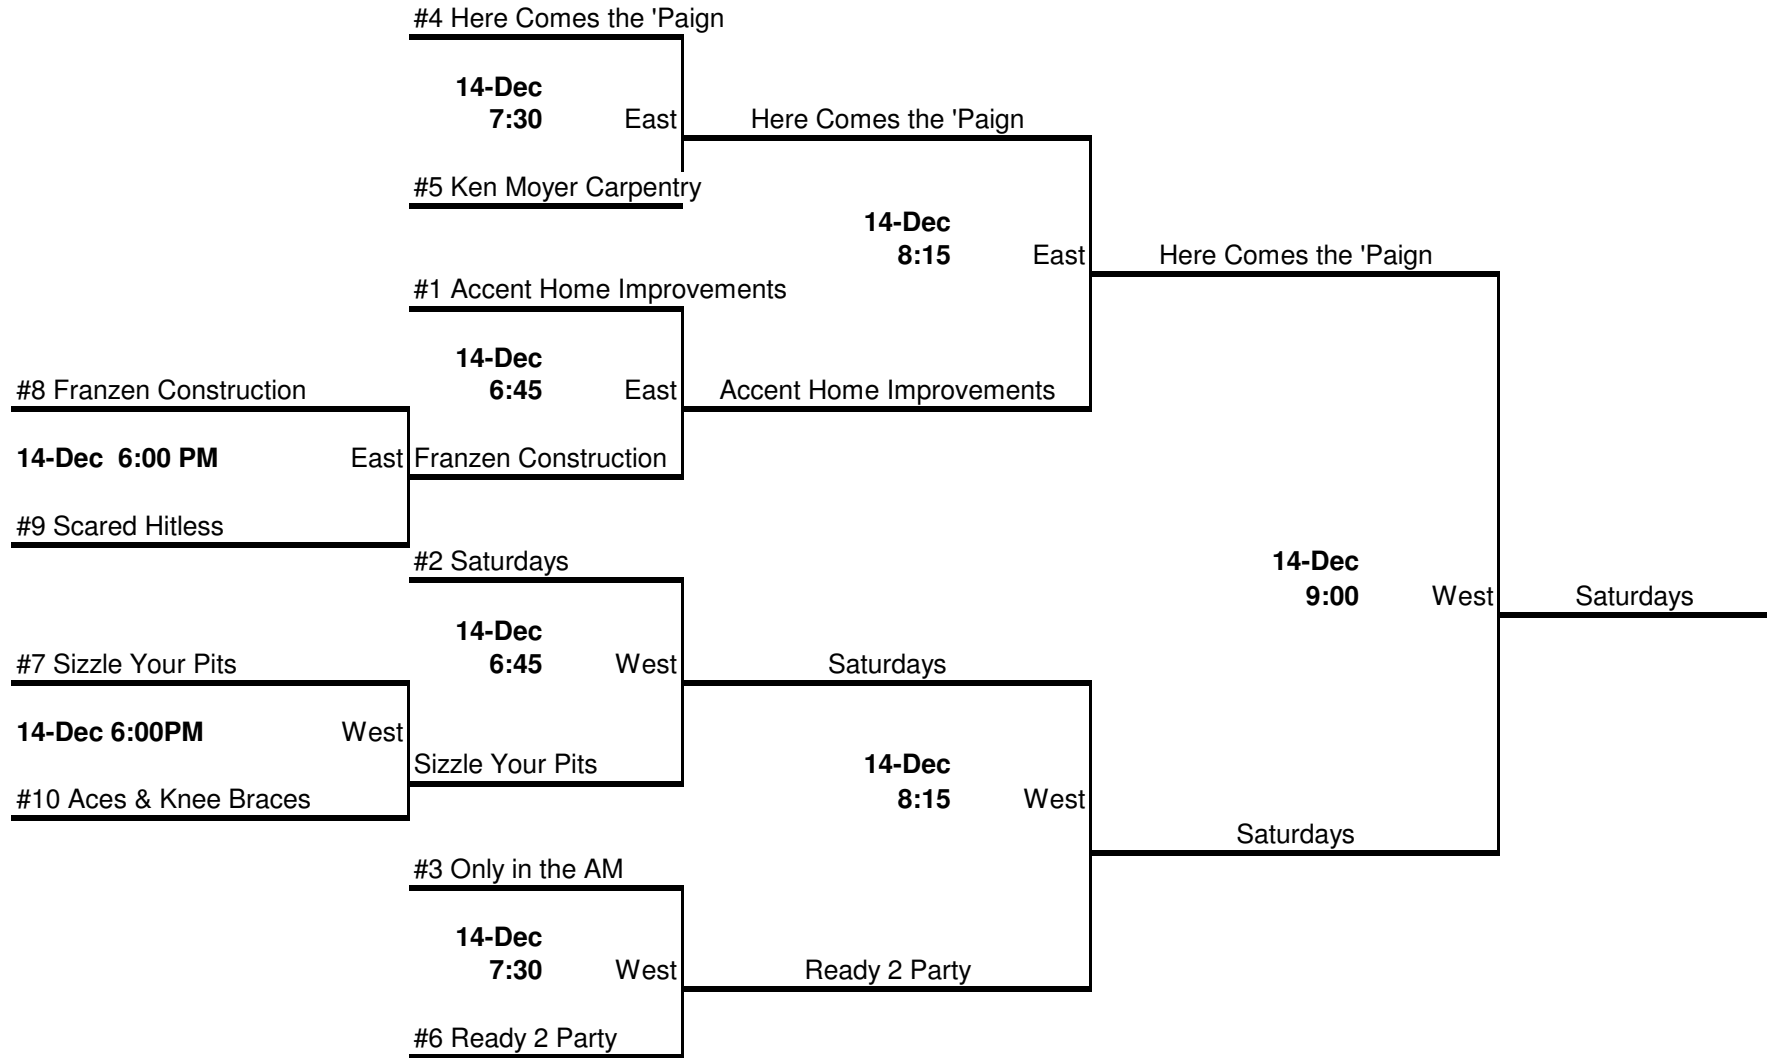 #4 Here Comes the 'Paign
14-Dec
7:30 East Here Comes the 'Paign
#5 Ken Moyer Carpentry
14-Dec
8:15 East Here Comes the 'Paign
#1 Accent Home Improvements
14-Dec
#8 Franzen Construction 6:45 East Accent Home Improvements
14-Dec 6:00 PM East Franzen Construction
#9 Scared Hitless
#2 Saturdays 14-Dec
9:00 West Saturdays
14-Dec
#7 Sizzle Your Pits 6:45 West Saturdays
14-Dec 6:00PM West
Sizzle Your Pits 14-Dec
#10 Aces & Knee Braces 8:15 West
Saturdays
#3 Only in the AM
14-Dec
7:30 West Ready 2 Party
#6 Ready 2 Party